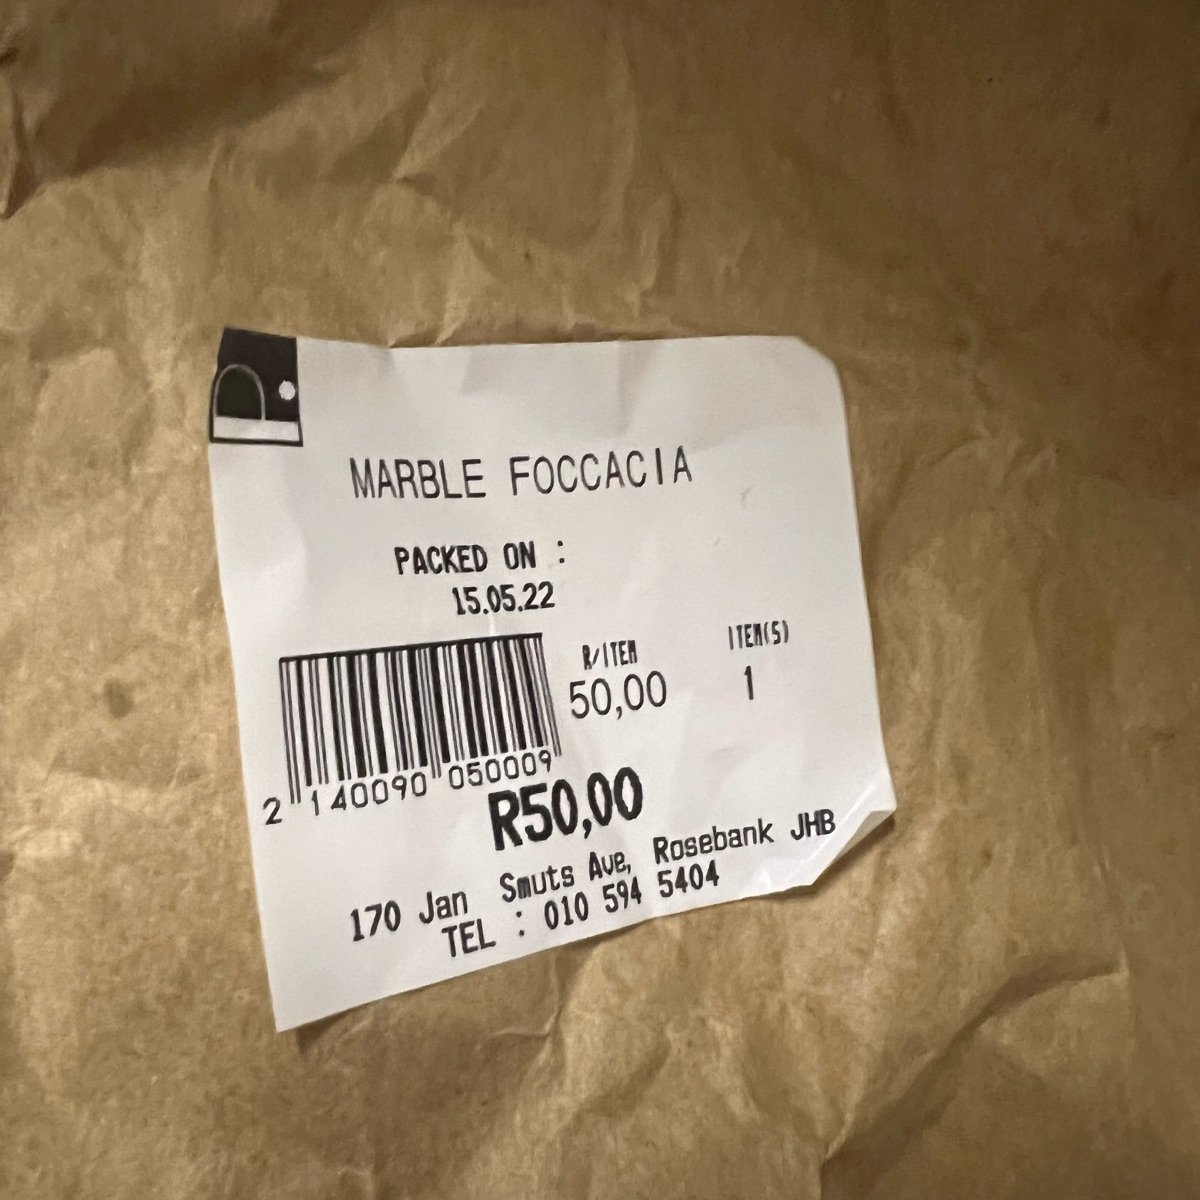 MARBLE FOCCACIA
PACKED ON :
15.05.22
R/ITEM ITEM(S)
50,00 1
2 140090 050009
R50,00
170 Jan Smuts Ave, Rosebank JHB
TEL : 010 594 5404